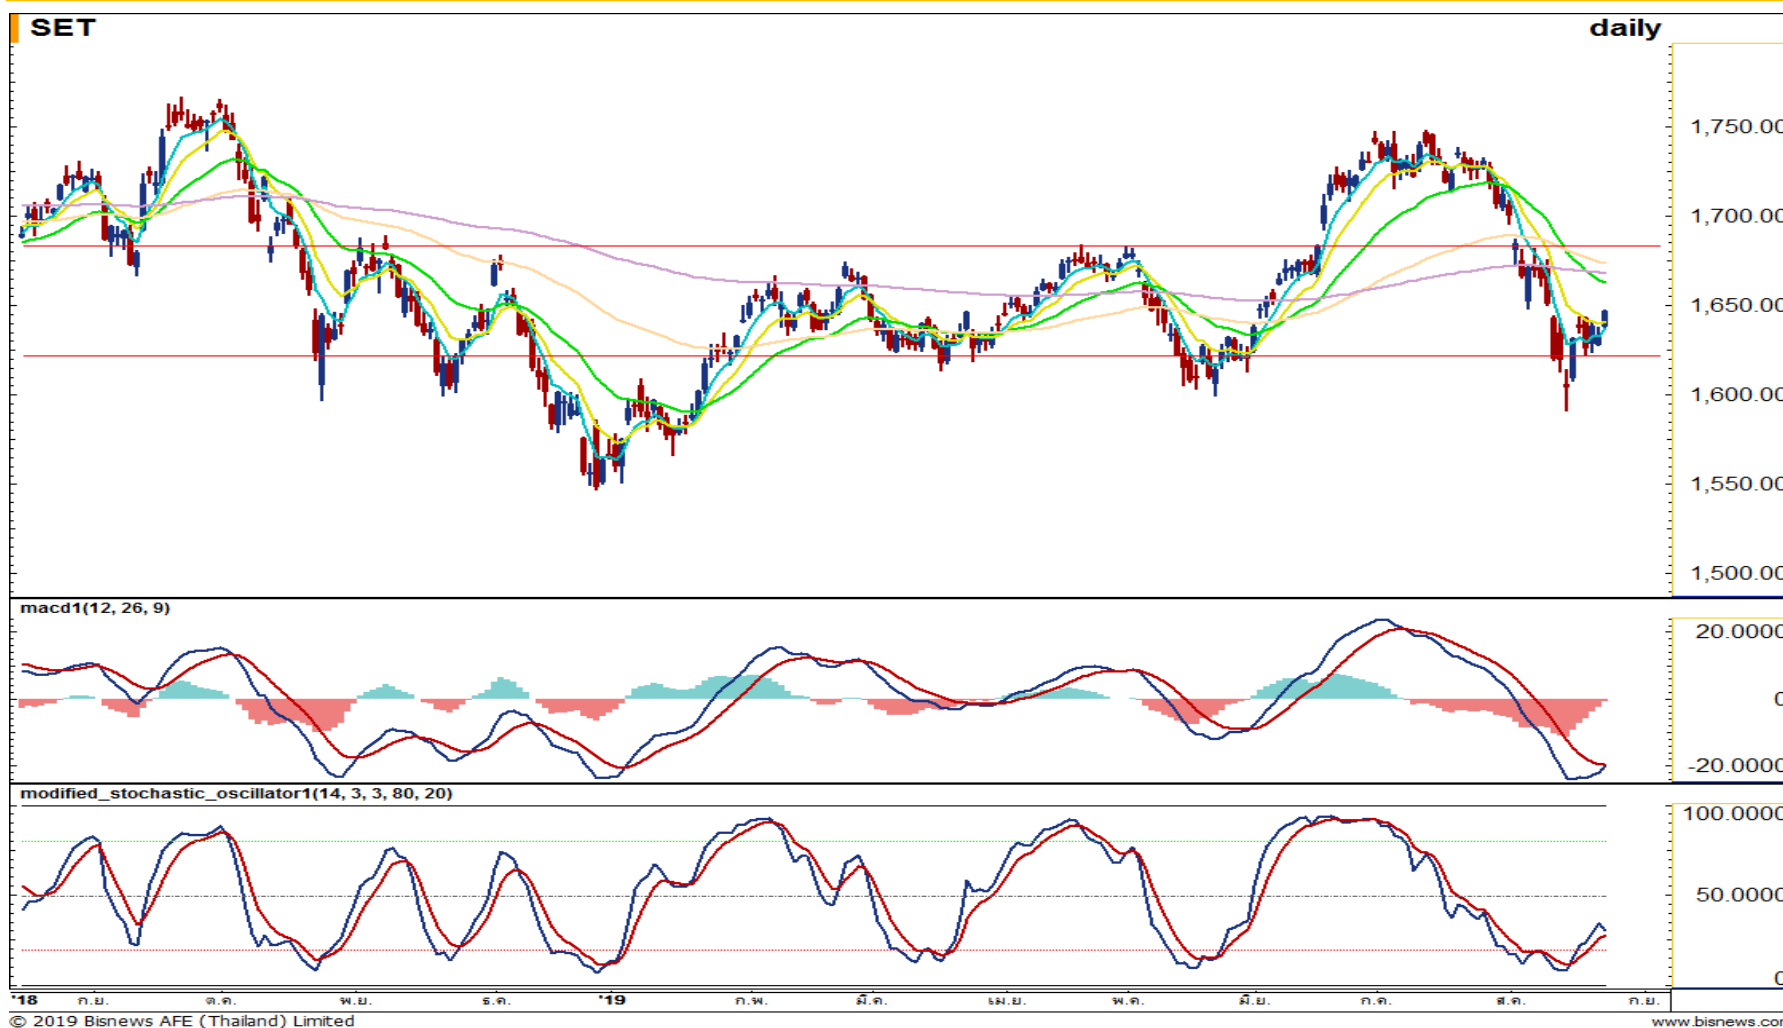 SET daily
1,750.00
1,700.00
1,650.00
1,600.00
1,550.00
1,500.00
macd1(12, 26, 9)
20.0000
0
-20.0000
modified_stochastic_oscillator1(14, 3, 3, 80, 20)
100.0000
50.0000
0
'18 ก.ย. ต.ค. พ.ย. ธ.ค. '19 ก.พ. มี.ค. เม.ย. พ.ค. มิ.ย. ก.ค. ส.ค. ก.ย.
© 2019 Bisnews AFE (Thailand) Limited www.bisnews.com